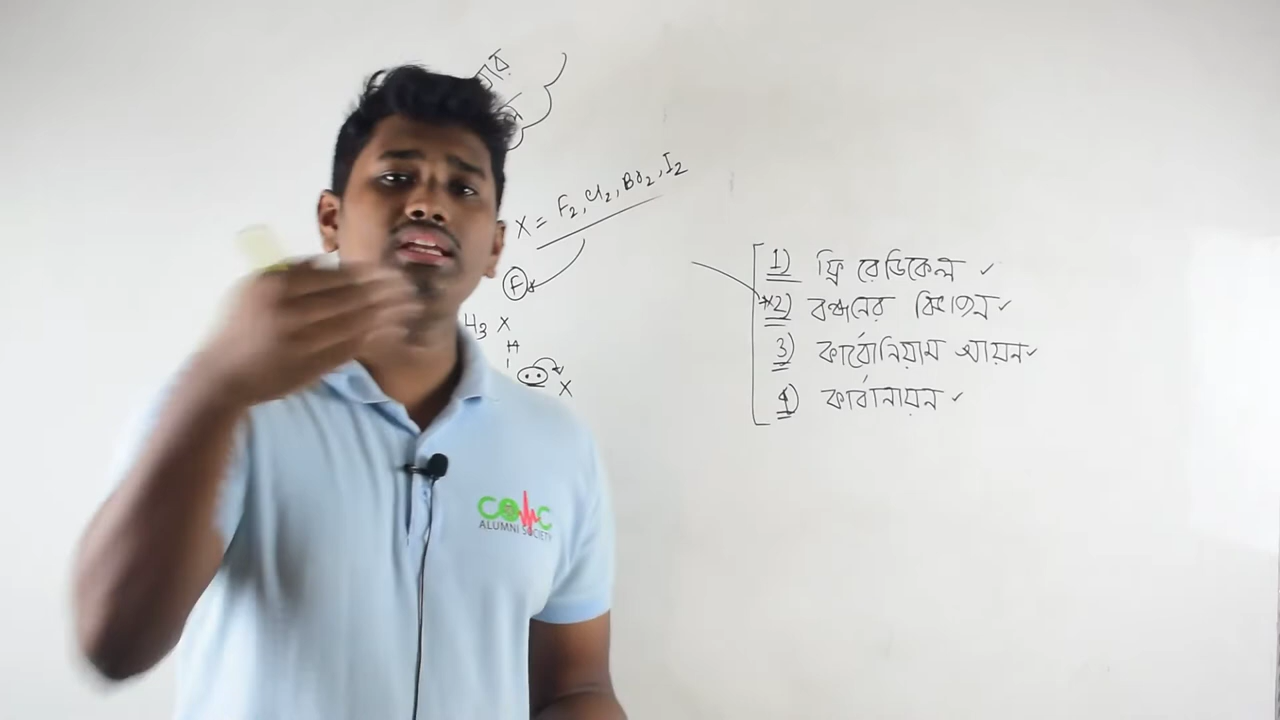 X = F₂, Cl₂, Br₂, I₂
F
H₃ X
H
X
1) ফ্রি রেডিকেল ✓
*2) বন্ধনের বিভাজন ✓
3) কার্বোনিয়াম আয়ন ✓
4) কার্বানায়ন ✓
ALUMNI SOCIETY